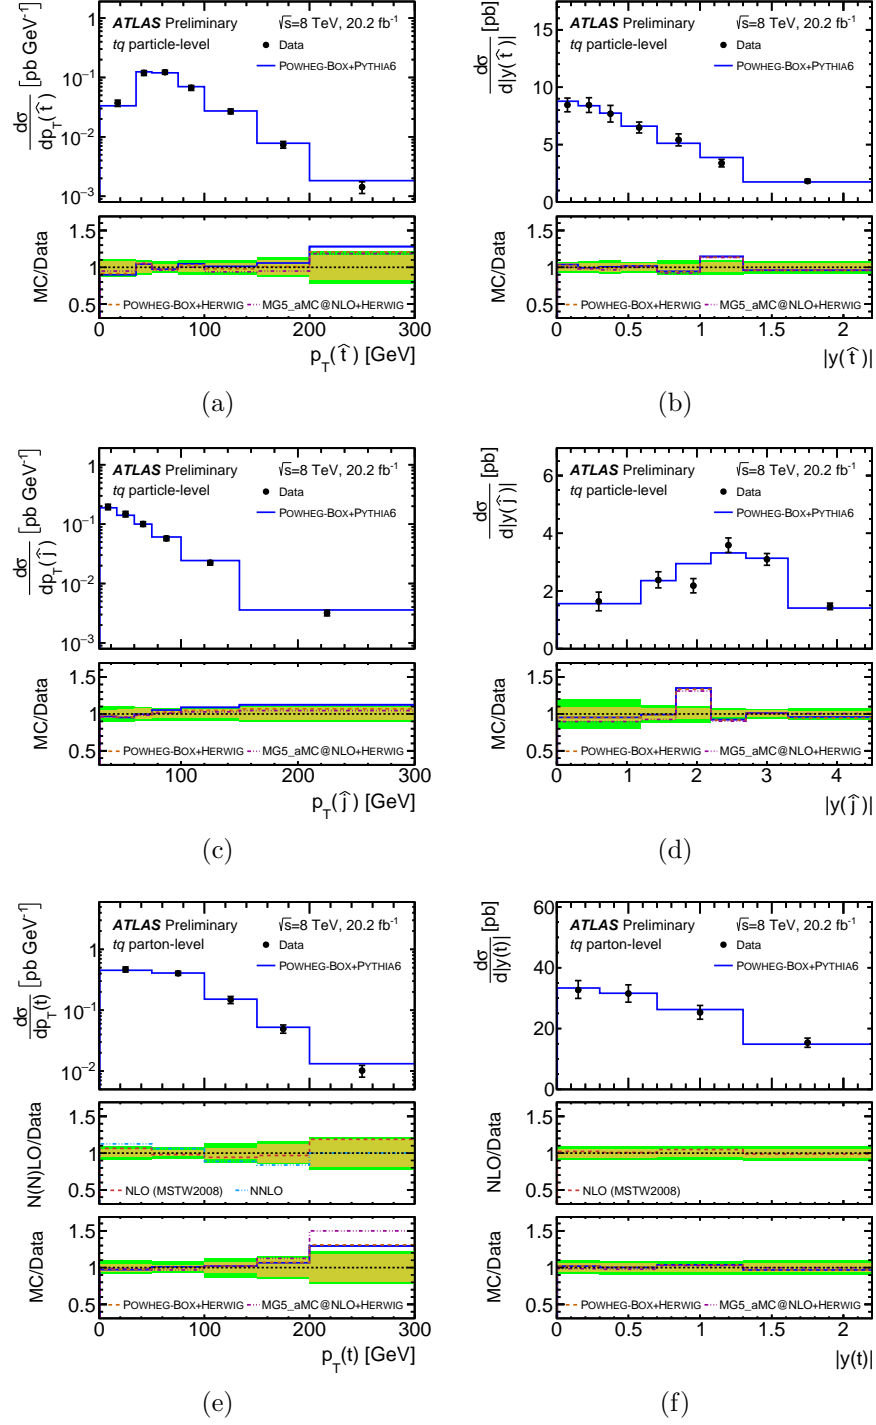 ATLAS Preliminary √s=8 TeV, 20.2 fb⁻¹
tq particle-level Data
POWHEG-BOX+PYTHIA6
dσ/dp_T(t̂) [pb GeV⁻¹]
10⁻¹
10⁻²
10⁻³
1
MC/Data
1.5
1
0.5
POWHEG-BOX+HERWIG MG5_aMC@NLO+HERWIG
0 100 200 300
p_T(t̂) [GeV]
(a)
ATLAS Preliminary √s=8 TeV, 20.2 fb⁻¹
tq particle-level Data
POWHEG-BOX+PYTHIA6
dσ/d|y(t̂)| [pb]
15
10
5
0
MC/Data
1.5
1
0.5
POWHEG-BOX+HERWIG MG5_aMC@NLO+HERWIG
0 0.5 1 1.5 2
|y(t̂)|
(b)
ATLAS Preliminary √s=8 TeV, 20.2 fb⁻¹
tq particle-level Data
POWHEG-BOX+PYTHIA6
dσ/dp_T(ĵ) [pb GeV⁻¹]
1
10⁻¹
10⁻²
10⁻³
MC/Data
1.5
1
0.5
POWHEG-BOX+HERWIG MG5_aMC@NLO+HERWIG
100 200 300
p_T(ĵ) [GeV]
(c)
ATLAS Preliminary √s=8 TeV, 20.2 fb⁻¹
tq particle-level Data
POWHEG-BOX+PYTHIA6
dσ/d|y(ĵ)| [pb]
6
4
2
0
MC/Data
1.5
1
0.5
POWHEG-BOX+HERWIG MG5_aMC@NLO+HERWIG
0 1 2 3 4
|y(ĵ)|
(d)
ATLAS Preliminary √s=8 TeV, 20.2 fb⁻¹
tq parton-level Data
POWHEG-BOX+PYTHIA6
dσ/dp_T(t) [pb GeV⁻¹]
1
10⁻¹
10⁻²
N(N)LO/Data
1.5
1
0.5
NLO (MSTW2008) NNLO
MC/Data
1.5
1
0.5
POWHEG-BOX+HERWIG MG5_aMC@NLO+HERWIG
0 100 200 300
p_T(t) [GeV]
(e)
ATLAS Preliminary √s=8 TeV, 20.2 fb⁻¹
tq parton-level Data
POWHEG-BOX+PYTHIA6
dσ/d|y(t)| [pb]
60
40
20
0
NLO/Data
1.5
1
0.5
NLO (MSTW2008)
MC/Data
1.5
1
0.5
POWHEG-BOX+HERWIG MG5_aMC@NLO+HERWIG
0 0.5 1 1.5 2
|y(t)|
(f)